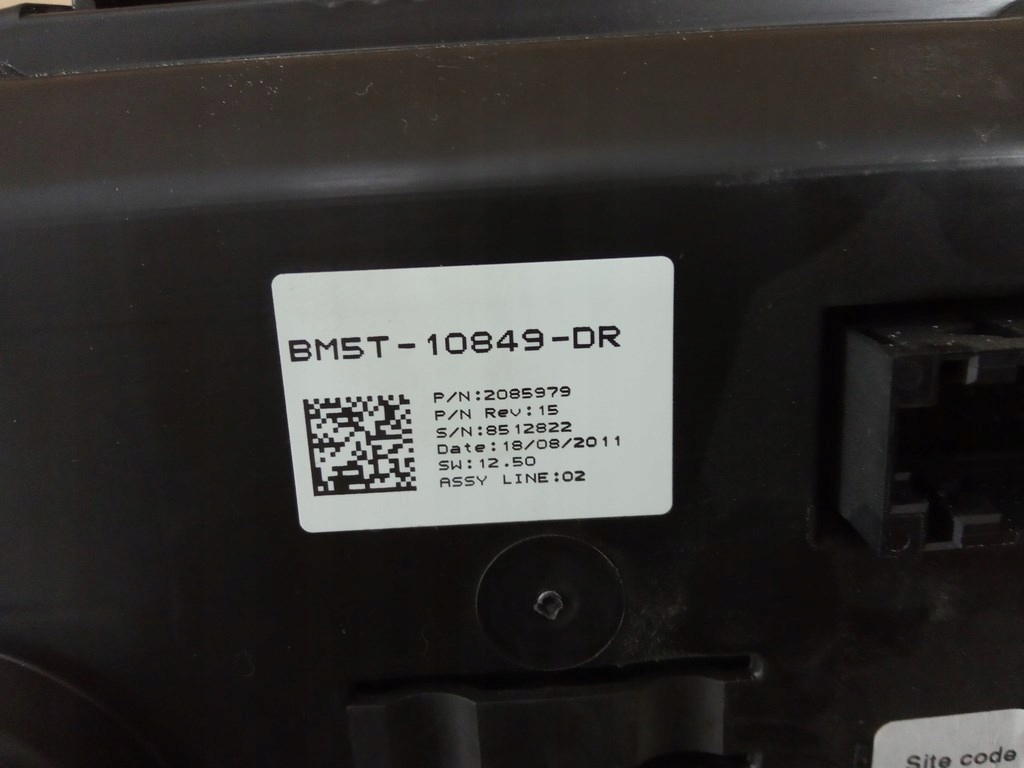 BM5T-10849-DR
P/N:2085979
P/N Rev:15
S/N:8512822
Date:18/08/2011
SW:12.50
ASSY LINE:02
Site code